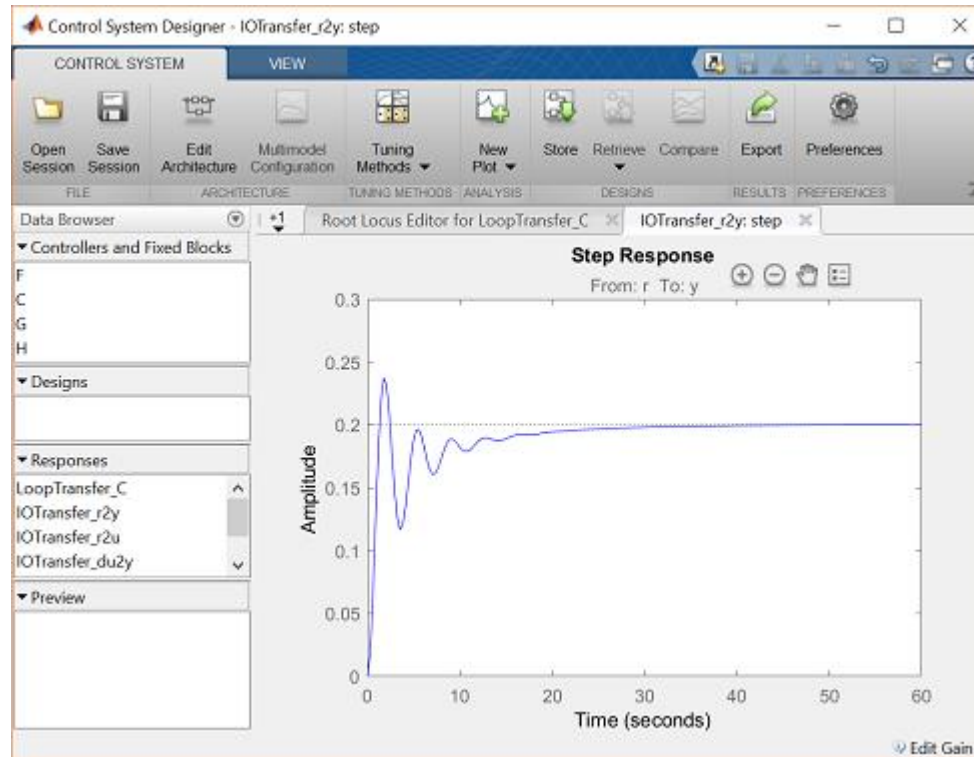 Control System Designer - IOTransfer_r2y: step
CONTROL SYSTEM VIEW
Open Session
Save Session
Edit Architecture
Multimodel Configuration
Tuning Methods
New Plot
Store
Retrieve
Compare
Export
Preferences
FILE ARCHITECTURE TUNING METHODS ANALYSIS DESIGNS RESULTS PREFERENCES
Data Browser
+1
Root Locus Editor for LoopTransfer_C
IOTransfer_r2y: step
Controllers and Fixed Blocks
F
C
G
H
Designs
Responses
LoopTransfer_C
IOTransfer_r2y
IOTransfer_r2u
IOTransfer_du2y
Preview
Step Response
From: r To: y
0.3
0.25
0.2
0.15
0.1
0.05
0
Amplitude
0 10 20 30 40 50 60
Time (seconds)
Edit Gain